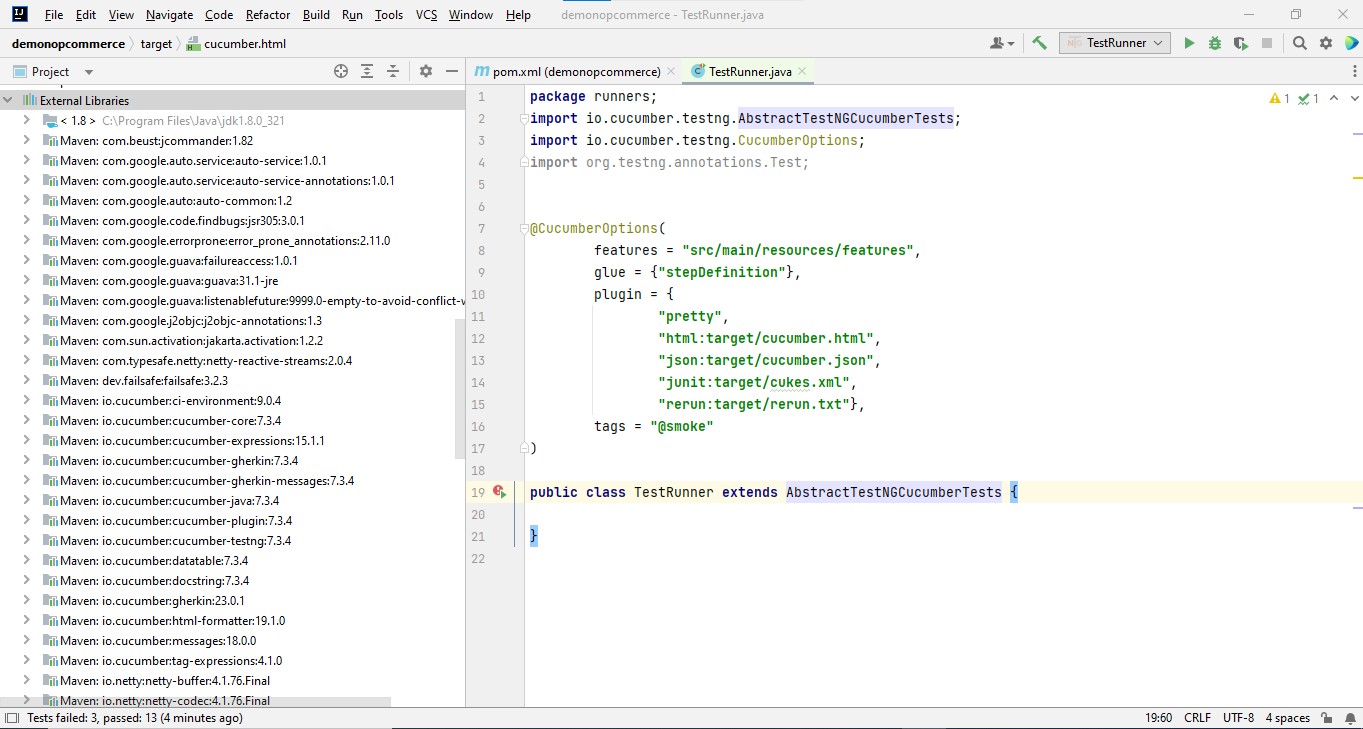 File Edit View Navigate Code Refactor Build Run Tools VCS Window Help demonopcommerce - TestRunner.java
demonopcommerce target cucumber.html TestRunner
Project
pom.xml (demonopcommerce) TestRunner.java
External Libraries
< 1.8 > C:\Program Files\Java\jdk1.8.0_321
Maven: com.beust:jcommander:1.82
Maven: com.google.auto.service:auto-service:1.0.1
Maven: com.google.auto.service:auto-service-annotations:1.0.1
Maven: com.google.auto:auto-common:1.2
Maven: com.google.code.findbugs:jsr305:3.0.1
Maven: com.google.errorprone:error_prone_annotations:2.11.0
Maven: com.google.guava:failureaccess:1.0.1
Maven: com.google.guava:guava:31.1-jre
Maven: com.google.guava:listenablefuture:9999.0-empty-to-avoid-conflict-w
Maven: com.google.j2objc:j2objc-annotations:1.3
Maven: com.sun.activation:jakarta.activation:1.2.2
Maven: com.typesafe.netty:netty-reactive-streams:2.0.4
Maven: dev.failsafe:failsafe:3.2.3
Maven: io.cucumber:ci-environment:9.0.4
Maven: io.cucumber:cucumber-core:7.3.4
Maven: io.cucumber:cucumber-expressions:15.1.1
Maven: io.cucumber:cucumber-gherkin:7.3.4
Maven: io.cucumber:cucumber-gherkin-messages:7.3.4
Maven: io.cucumber:cucumber-java:7.3.4
Maven: io.cucumber:cucumber-plugin:7.3.4
Maven: io.cucumber:cucumber-testng:7.3.4
Maven: io.cucumber:datatable:7.3.4
Maven: io.cucumber:docstring:7.3.4
Maven: io.cucumber:gherkin:23.0.1
Maven: io.cucumber:html-formatter:19.1.0
Maven: io.cucumber:messages:18.0.0
Maven: io.cucumber:tag-expressions:4.1.0
Maven: io.netty:netty-buffer:4.1.76.Final
Maven: io.netty:netty-codec:4.1.76.Final
1 package runners;
2 import io.cucumber.testng.AbstractTestNGCucumberTests;
3 import io.cucumber.testng.CucumberOptions;
4 import org.testng.annotations.Test;
5
6
7 @CucumberOptions(
8 features = "src/main/resources/features",
9 glue = {"stepDefinition"},
10 plugin = {
11 "pretty",
12 "html:target/cucumber.html",
13 "json:target/cucumber.json",
14 "junit:target/cukes.xml",
15 "rerun:target/rerun.txt"},
16 tags = "@smoke"
17 )
18
19 public class TestRunner extends AbstractTestNGCucumberTests {
20
21 }
22
1 1
Tests failed: 3, passed: 13 (4 minutes ago) 19:60 CRLF UTF-8 4 spaces